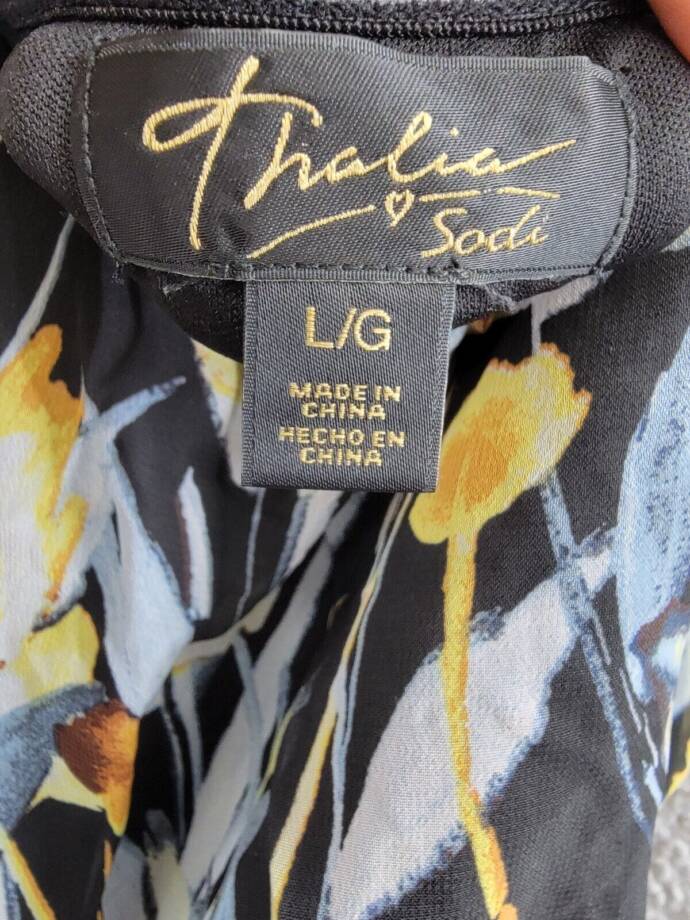 Thalia
Sodi
L/G
MADE IN
CHINA
HECHO EN
CHINA